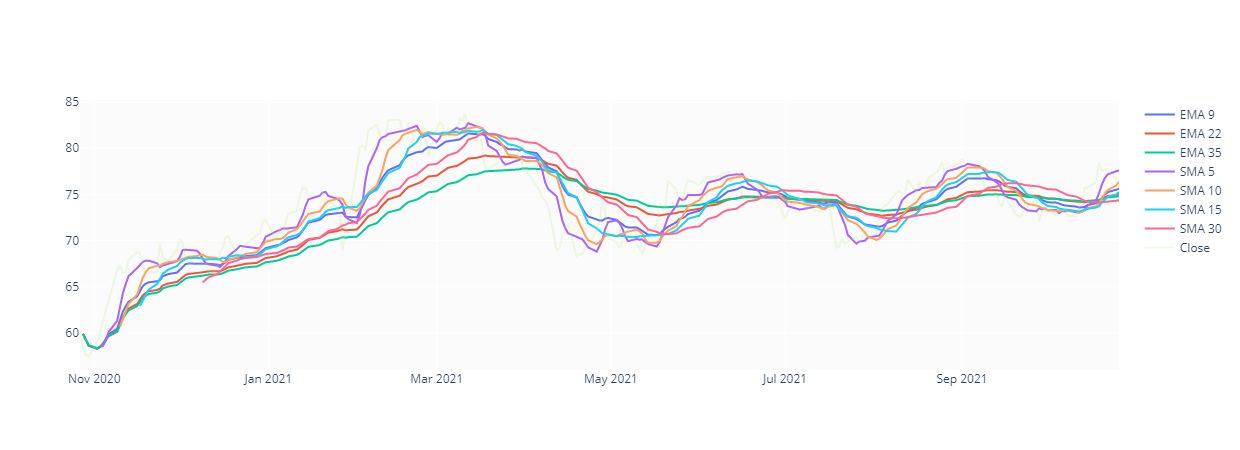 85
80
75
70
65
60
Nov 2020
Jan 2021
Mar 2021
May 2021
Jul 2021
Sep 2021
EMA 9
EMA 22
EMA 35
SMA 5
SMA 10
SMA 15
SMA 30
Close